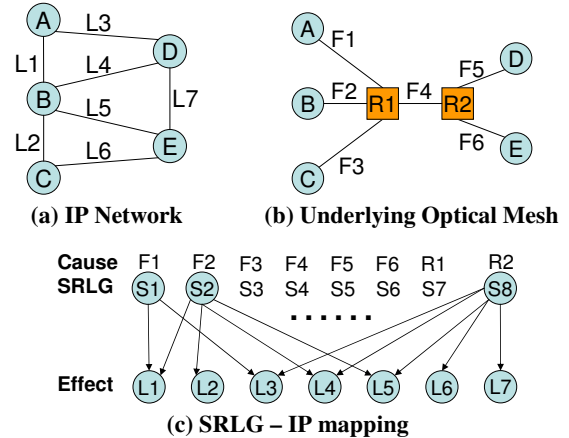 A
L3
D
L1
L4
B
L5
L7
L2
L6
E
C
(a) IP Network
A
F1
D
F5
B
F2
R1
F4
R2
F6
E
F3
C
(b) Underlying Optical Mesh
Cause F1 F2 F3 F4 F5 F6 R1 R2
SRLG S1 S2 S3 S4 S5 S6 S7 S8
......
Effect L1 L2 L3 L4 L5 L6 L7
(c) SRLG – IP mapping